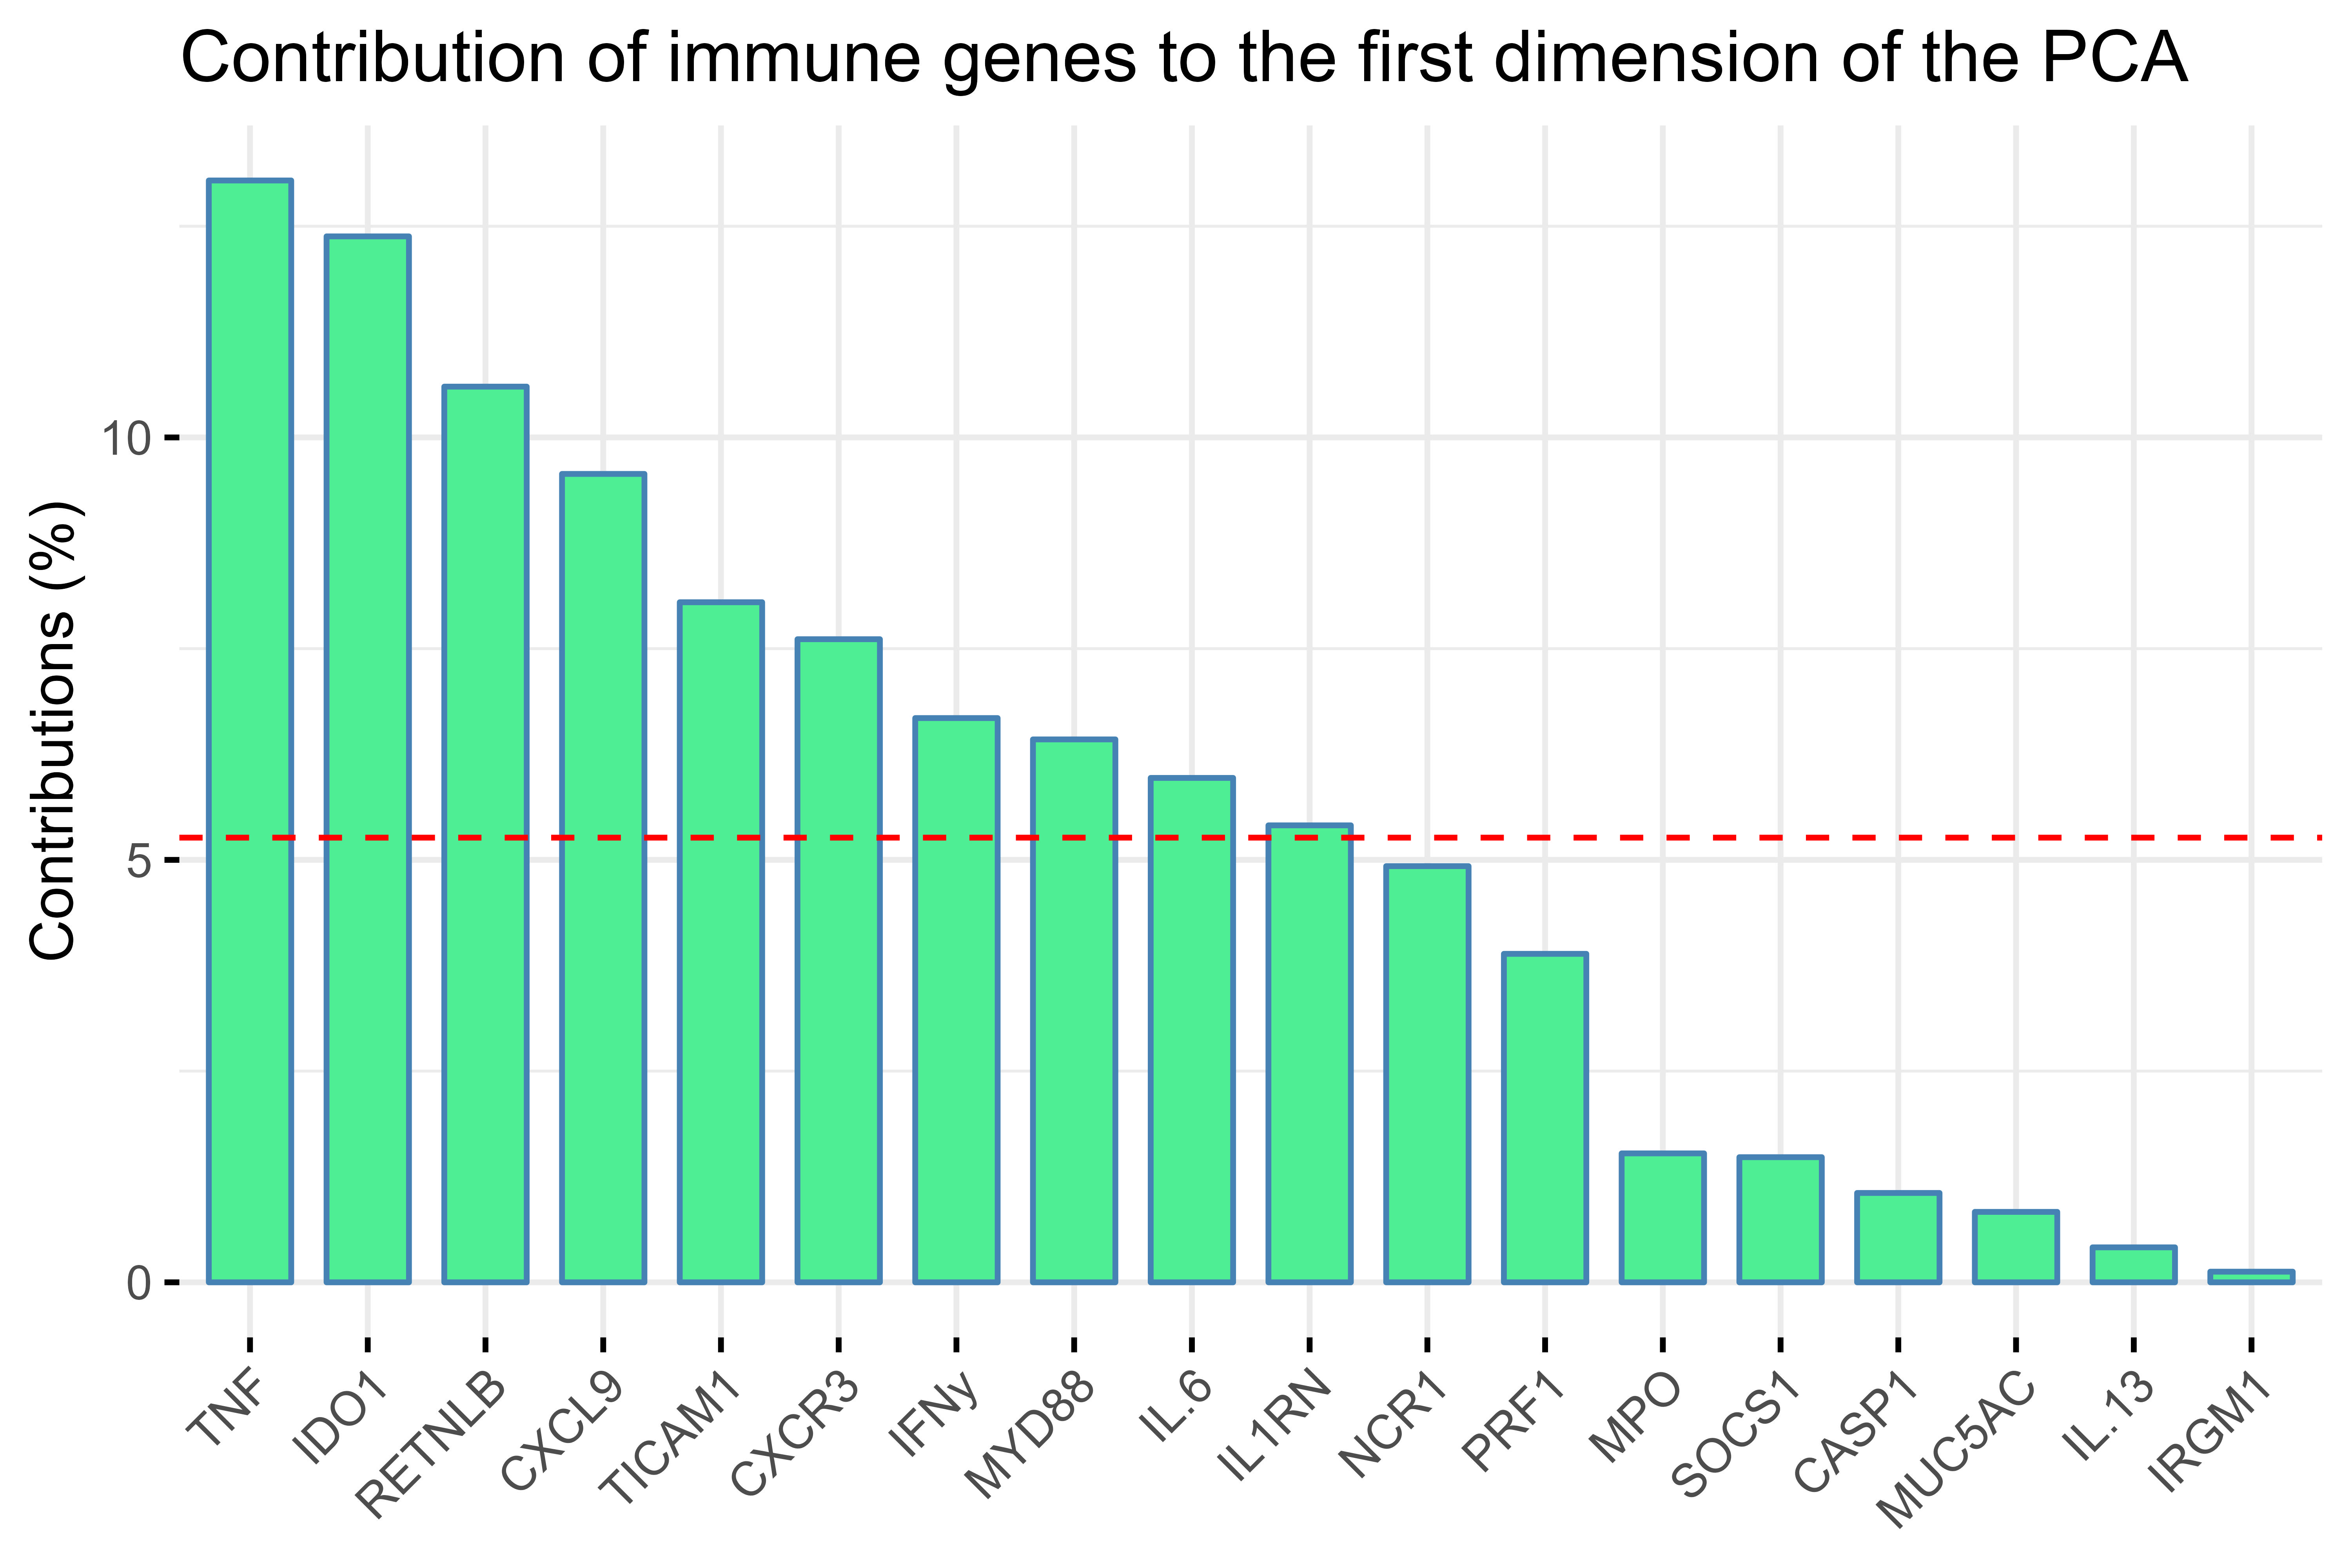 Contribution of immune genes to the first dimension of the PCA
Contributions (%)
10
5
0
TNF
IDO1
RETNLB
CXCL9
TICAM1
CXCR3
IFNy
MYD88
IL.6
IL1RN
NCR1
PRF1
MPO
SOCS1
CASP1
MUC5AC
IL.13
IRGM1